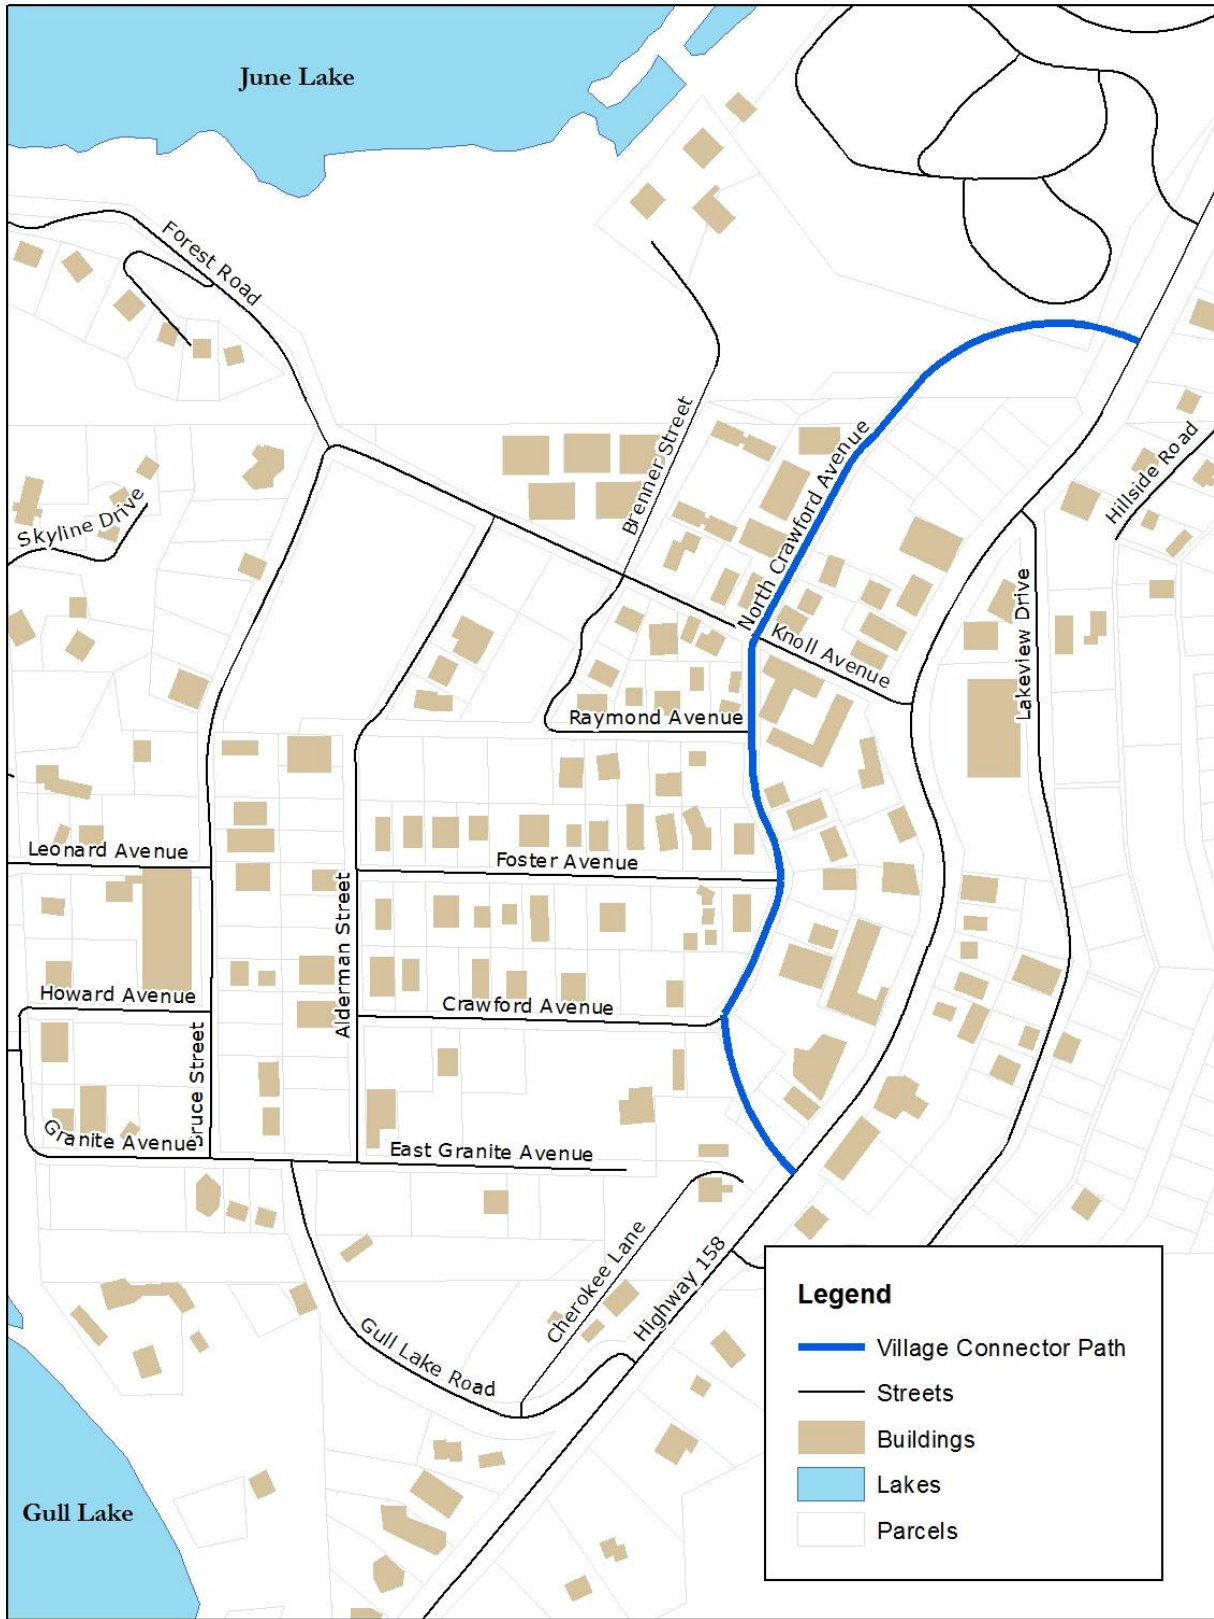 June Lake
Forest Road
Brenner Street
North Crawford Avenue
Hillside Road
Skyline Drive
Lakeview Drive
Knoll Avenue
Raymond Avenue
Leonard Avenue
Foster Avenue
Alderman Street
Howard Avenue
Crawford Avenue
Bruce Street
Granite Avenue
East Granite Avenue
Cherokee Lane
Highway 158
Gull Lake Road
Gull Lake
Legend
Village Connector Path
Streets
Buildings
Lakes
Parcels